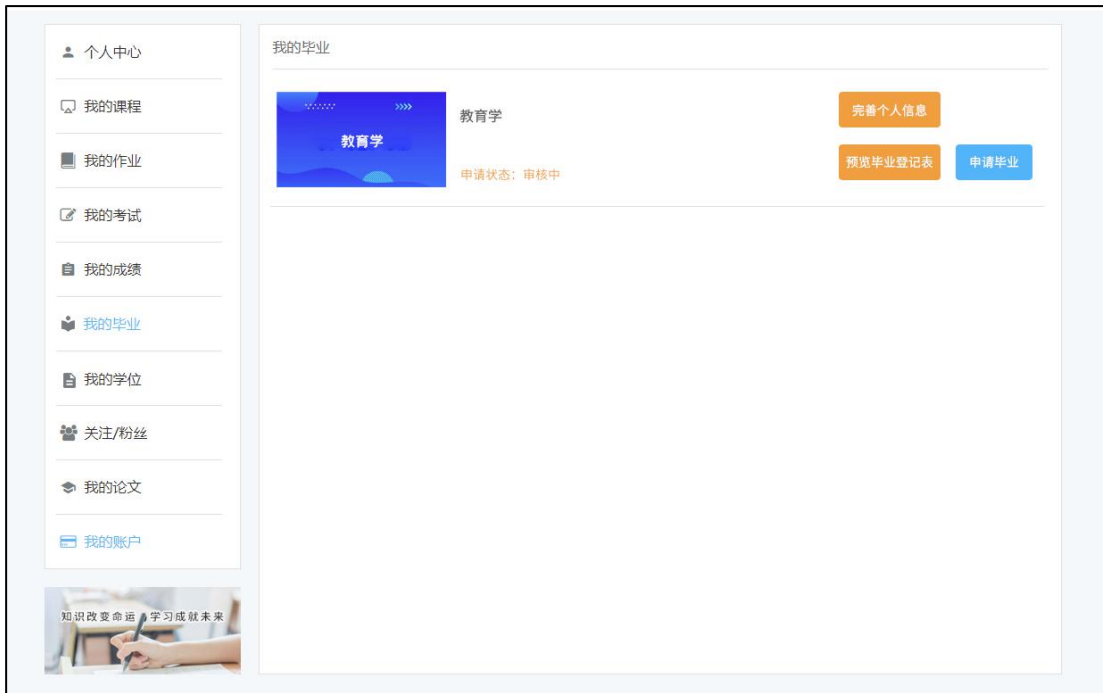 个人中心
我的课程
我的作业
我的考试
我的成绩
我的毕业
我的学位
关注/粉丝
我的论文
我的账户
知识改变命运 学习成就未来
我的毕业
教育学
教育学
申请状态：审核中
完善个人信息
预览毕业登记表
申请毕业